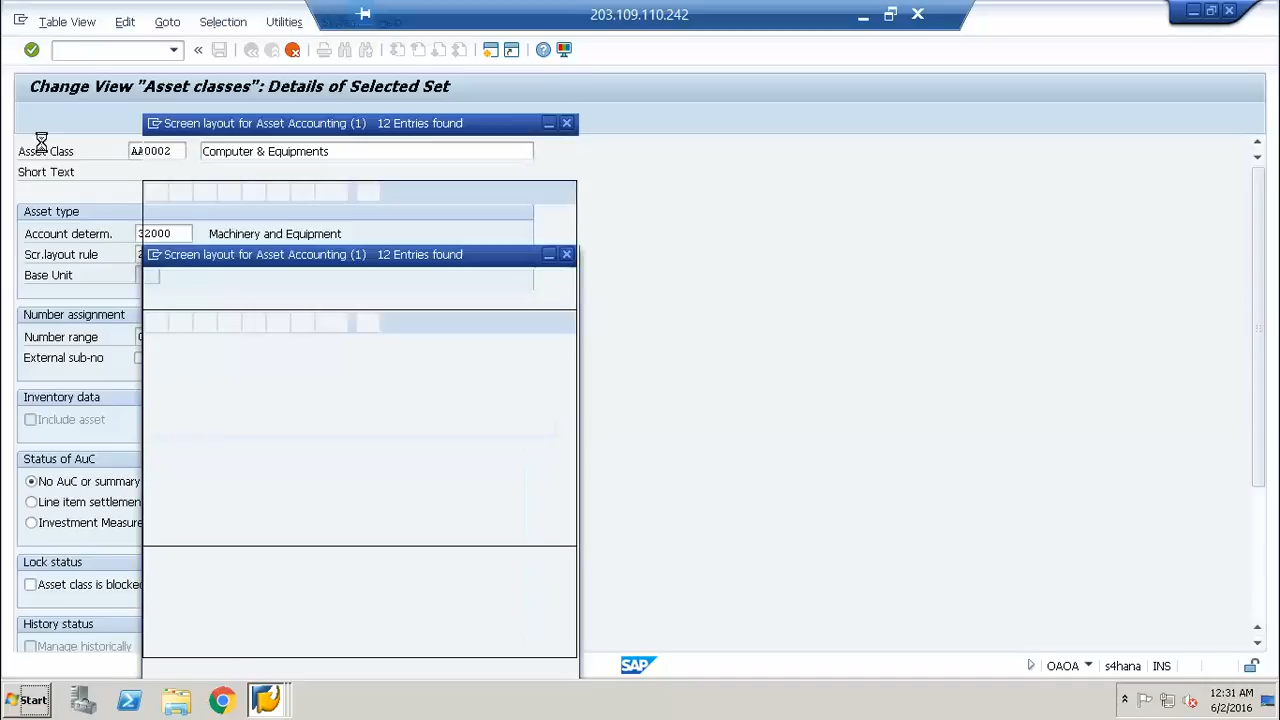 Table View Edit Goto Selection Utilities
203.109.110.242
Change View "Asset classes": Details of Selected Set
Screen layout for Asset Accounting (1) 12 Entries found
Asset Class AA0002 Computer & Equipments
Short Text
Asset type
Account determ. 32000 Machinery and Equipment
Scr.layout rule
Screen layout for Asset Accounting (1) 12 Entries found
Base Unit
Number assignment
Number range
External sub-no
Inventory data
Include asset
Status of AuC
No AuC or summary
Line item settlemen
Investment Measure
Lock status
Asset class is blocke
History status
Manage historically
SAP
OAOA s4hana INS
Start
12:31 AM
6/2/2016